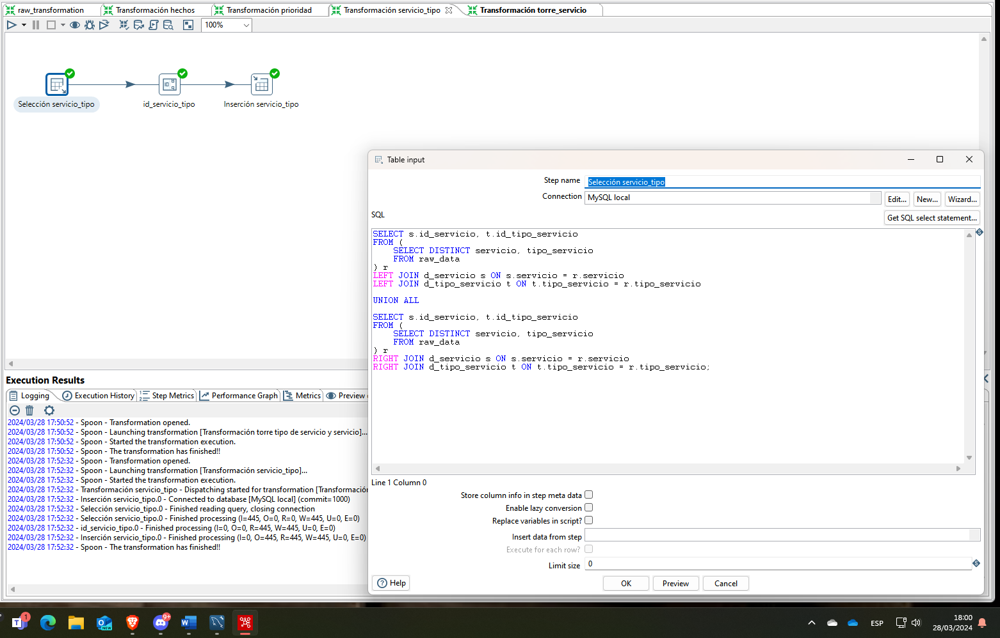 raw_transformation
Transformación hechos
Transformación prioridad
Transformación servicio_tipo
Transformación torre_servicio
100%
Selección servicio_tipo
id_servicio_tipo
Inserción servicio_tipo
Table input
Step name
Selección servicio_tipo
Connection
MySQL local
Edit...
New...
Wizard...
SQL
Get SQL select statement...
SELECT s.id_servicio, t.id_tipo_servicio
FROM (
SELECT DISTINCT servicio, tipo_servicio
FROM raw_data
) r
LEFT JOIN d_servicio s ON s.servicio = r.servicio
LEFT JOIN d_tipo_servicio t ON t.tipo_servicio = r.tipo_servicio
UNION ALL
SELECT s.id_servicio, t.id_tipo_servicio
FROM (
SELECT DISTINCT servicio, tipo_servicio
FROM raw_data
) r
RIGHT JOIN d_servicio s ON s.servicio = r.servicio
RIGHT JOIN d_tipo_servicio t ON t.tipo_servicio = r.tipo_servicio;
Line 1 Column 0
Store column info in step meta data
Enable lazy conversion
Replace variables in script?
Insert data from step
Execute for each row?
Limit size
0
Help
OK
Preview
Cancel
Execution Results
Logging
Execution History
Step Metrics
Performance Graph
Metrics
Preview
2024/03/28 17:50:52 - Spoon - Transformation opened.
2024/03/28 17:50:52 - Spoon - Launching transformation [Transformación torre tipo de servicio y servicio]...
2024/03/28 17:50:52 - Spoon - Started the transformation execution.
2024/03/28 17:50:52 - Spoon - The transformation has finished!!
2024/03/28 17:52:32 - Spoon - Transformation opened.
2024/03/28 17:52:32 - Spoon - Launching transformation [Transformación servicio_tipo]...
2024/03/28 17:52:32 - Spoon - Started the transformation execution.
2024/03/28 17:52:32 - Transformación servicio_tipo - Dispatching started for transformation [Transformación
2024/03/28 17:52:32 - Inserción servicio_tipo.0 - Connected to database [MySQL local] (commit=1000)
2024/03/28 17:52:32 - Selección servicio_tipo.0 - Finished reading query, closing connection
2024/03/28 17:52:32 - Selección servicio_tipo.0 - Finished processing (I=445, O=0, R=0, W=445, U=0, E=0)
2024/03/28 17:52:32 - id_servicio_tipo.0 - Finished processing (I=0, O=0, R=445, W=445, U=0, E=0)
2024/03/28 17:52:32 - Inserción servicio_tipo.0 - Finished processing (I=0, O=445, R=445, W=445, U=0, E=0)
2024/03/28 17:52:32 - Spoon - The transformation has finished!!
1
NEW
9+
ESP
18:00
28/03/2024